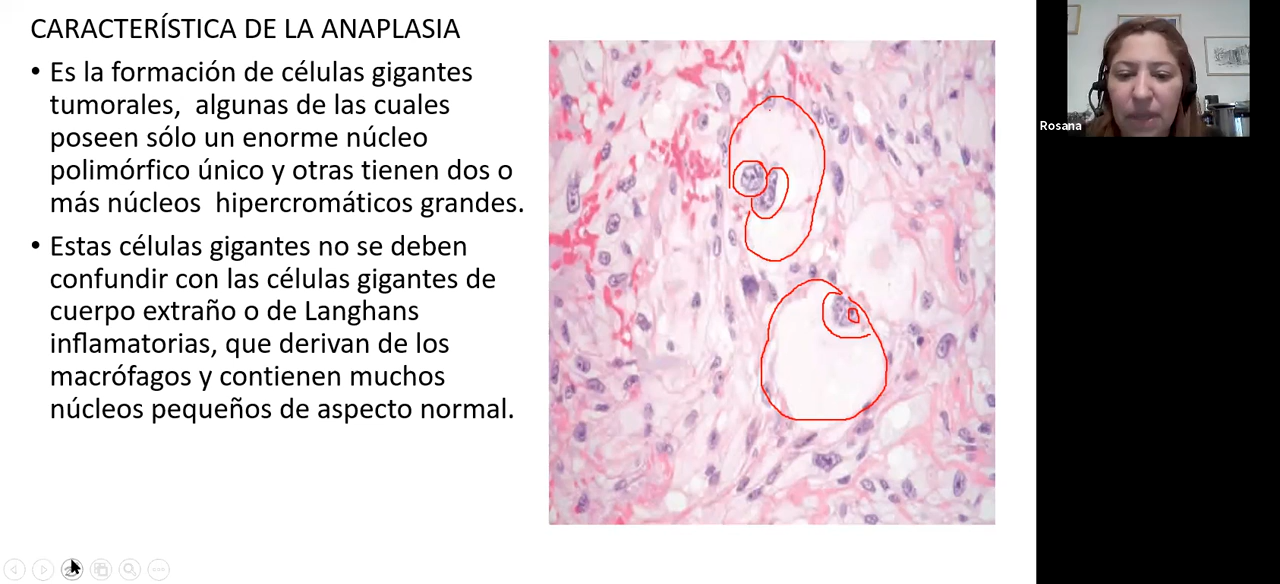 CARACTERÍSTICA DE LA ANAPLASIA
• Es la formación de células gigantes
tumorales, algunas de las cuales
poseen sólo un enorme núcleo
polimórfico único y otras tienen dos o
más núcleos hipercromáticos grandes.
• Estas células gigantes no se deben
confundir con las células gigantes de
cuerpo extraño o de Langhans
inflamatorias, que derivan de los
macrófagos y contienen muchos
núcleos pequeños de aspecto normal.
Rosana